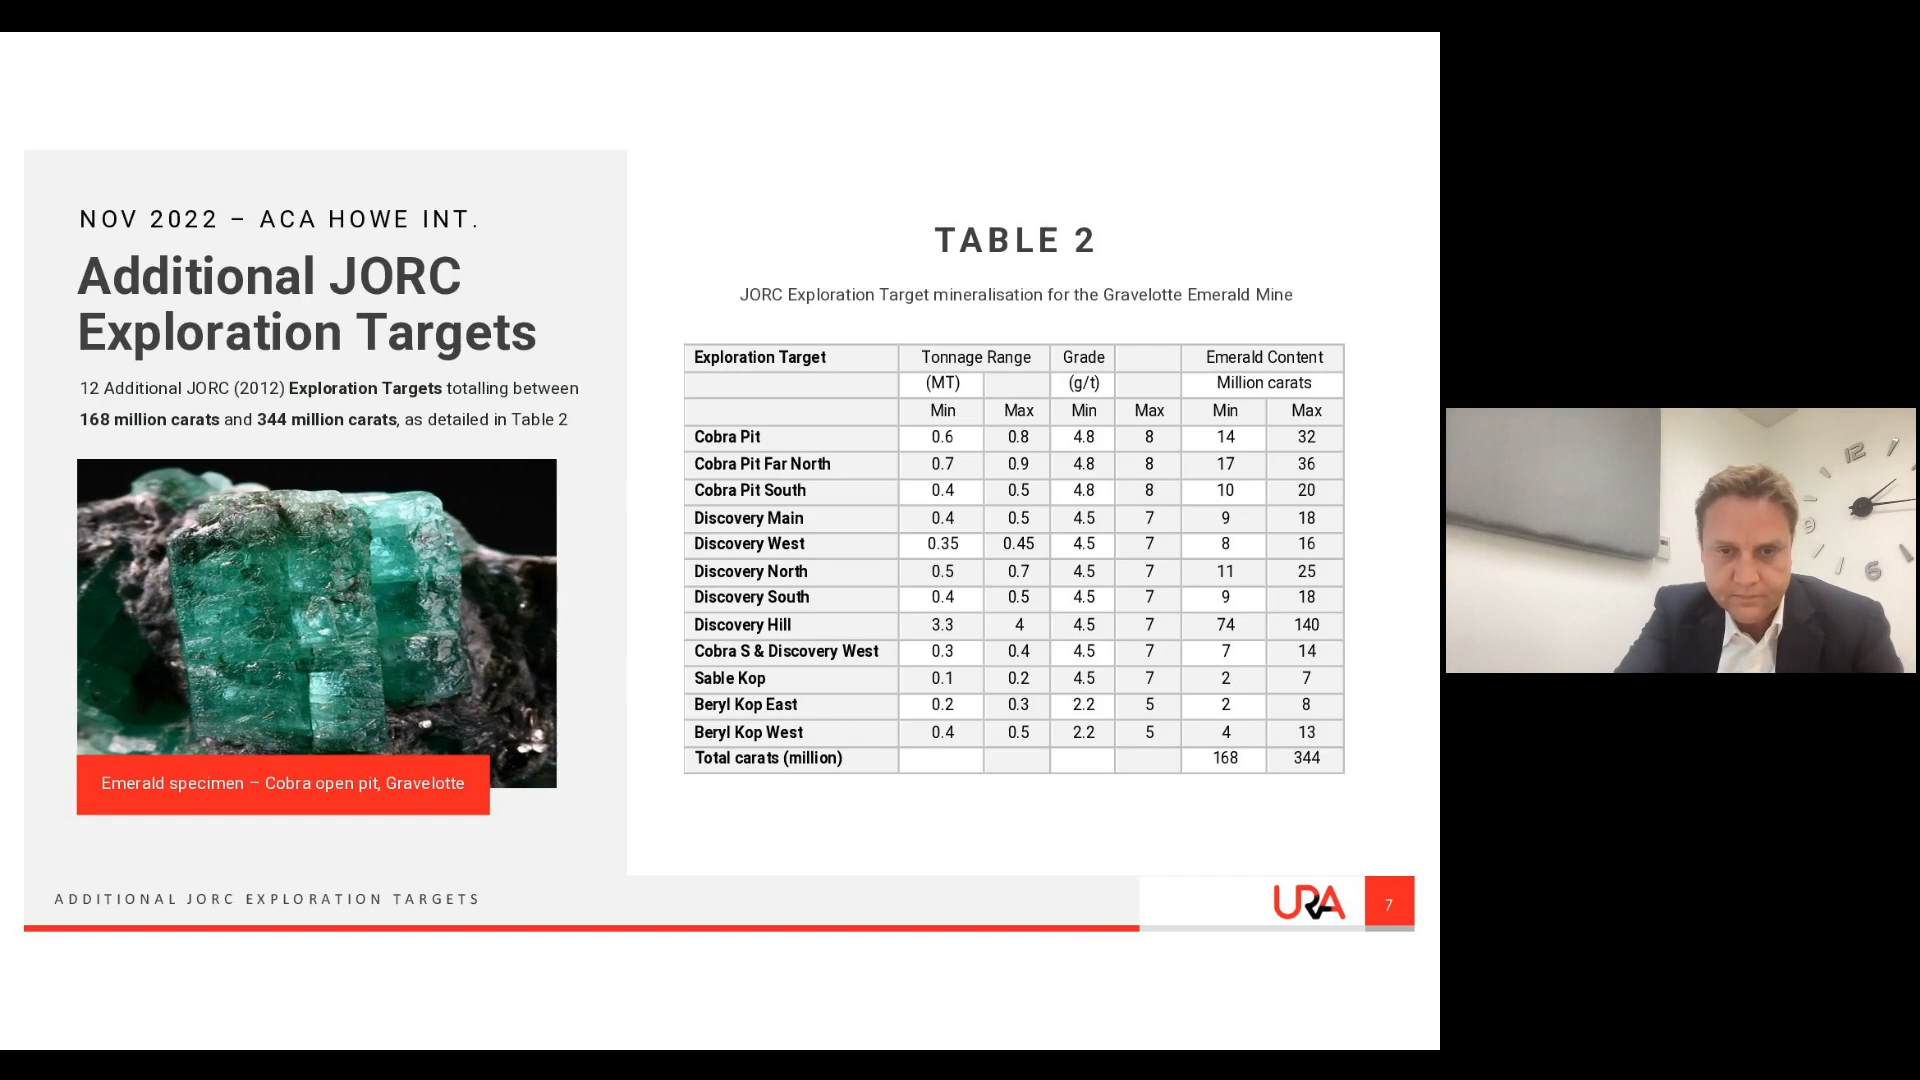 NOV 2022 – ACA HOWE INT.
Additional JORC
Exploration Targets
12 Additional JORC (2012) Exploration Targets totalling between
168 million carats and 344 million carats, as detailed in Table 2
Emerald specimen – Cobra open pit, Gravelotte
TABLE 2
JORC Exploration Target mineralisation for the Gravelotte Emerald Mine
Exploration Target Tonnage Range Grade Emerald Content
(MT) (g/t) Million carats
Min Max Min Max Min Max
Cobra Pit 0.6 0.8 4.8 8 14 32
Cobra Pit Far North 0.7 0.9 4.8 8 17 36
Cobra Pit South 0.4 0.5 4.8 8 10 20
Discovery Main 0.4 0.5 4.5 7 9 18
Discovery West 0.35 0.45 4.5 7 8 16
Discovery North 0.5 0.7 4.5 7 11 25
Discovery South 0.4 0.5 4.5 7 9 18
Discovery Hill 3.3 4 4.5 7 74 140
Cobra S & Discovery West 0.3 0.4 4.5 7 7 14
Sable Kop 0.1 0.2 4.5 7 2 7
Beryl Kop East 0.2 0.3 2.2 5 2 8
Beryl Kop West 0.4 0.5 2.2 5 4 13
Total carats (million) 168 344
ADDITIONAL JORC EXPLORATION TARGETS
URA
7
12
9
6